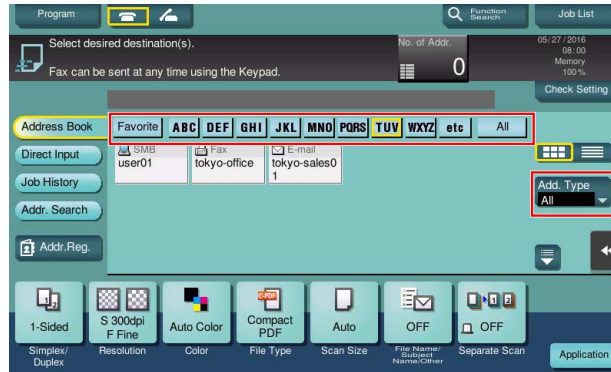 Program
Function
Search
Job List
Select desired destination(s).
Fax can be sent at any time using the Keypad.
No. of Addr.
0
05/27/2016
08:00
Memory
100 %
Check Setting
Address Book
Favorite ABC DEF GHI JKL MNO PQRS TUV WXYZ etc All
Direct Input
Job History
Addr. Search
Addr.Reg.
SMB
user01
Fax
tokyo-office
E-mail
tokyo-sales0
1
Add. Type
All
1-Sided
S 300dpi
F Fine
Auto Color
CPDF
Compact
PDF
Auto
OFF
OFF
Simplex/
Duplex
Resolution
Color
File Type
Scan Size
File Name/
Subject
Name/Other
Separate Scan
Application